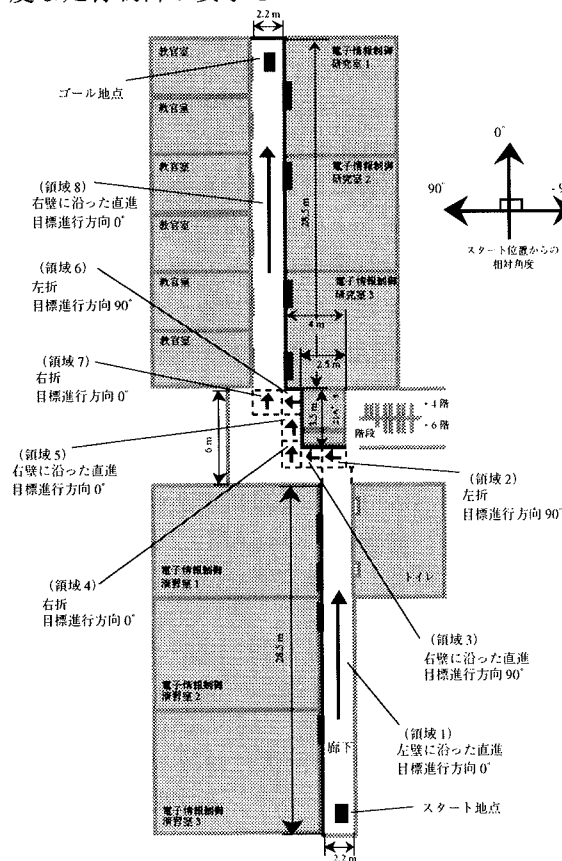 2.2 m
教官室
電子情報制御
研究室 1
ゴール地点
教官室
教官室
電子情報制御
研究室 2
28.5 m
(領域8)
右壁に沿った直進
目標進行方向 0°
教官室
0°
90°
スタート位置からの
相対角度
(領域6)
左折
目標進行方向 90°
教官室
電子情報制御
研究室 3
4 m
2.5 m
教官室
(領域7)
右折
目標進行方向 0°
6 m
・4 階
・6 階
階段
(領域5)
右壁に沿った直進
目標進行方向 0°
(領域2)
左折
目標進行方向 90°
電子情報制御
演習室 1
トイレ
(領域4)
右折
目標進行方向 0°
(領域3)
右壁に沿った直進
目標進行方向 90°
28.5 m
電子情報制御
演習室 2
廊下
(領域1)
左壁に沿った直進
目標進行方向 0°
スタート地点
電子情報制御
演習室 3
2.2 m